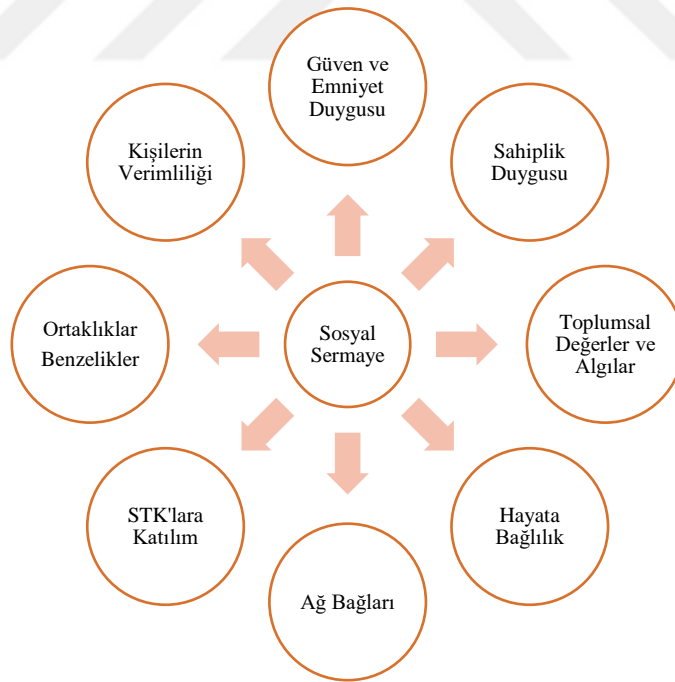 Güven ve
Emniyet
Duygusu
Sahiplik
Duygusu
Toplumsal
Değerler ve
Algılar
Hayata
Bağlılık
Ağ Bağları
STK'lara
Katılım
Ortaklıklar
Benzelikler
Kişilerin
Verimliliği
Sosyal
Sermaye